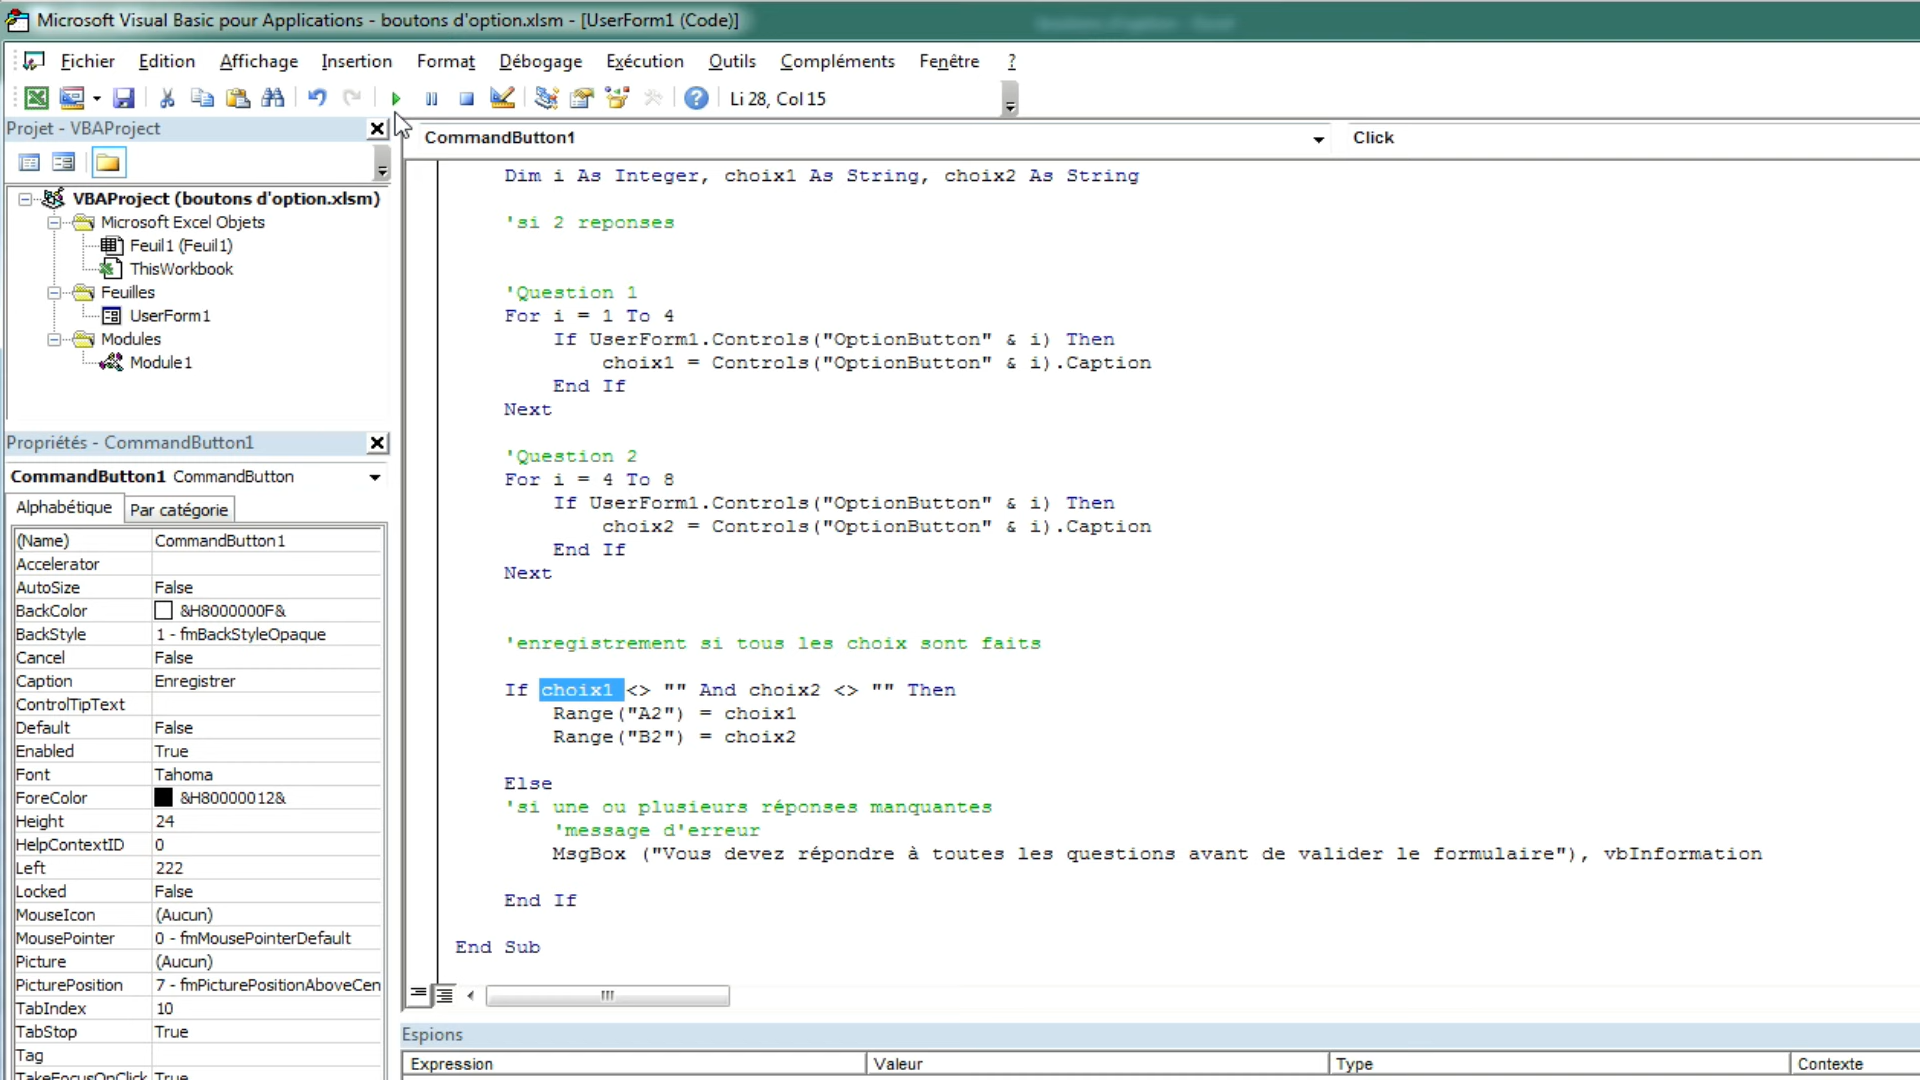 Microsoft Visual Basic pour Applications - boutons d'option.xlsm - [UserForm1 (Code)]
Fichier Edition Affichage Insertion Format Débogage Exécution Outils Compléments Fenêtre ?
Li 28, Col 15
Projet - VBAProject
VBAProject (boutons d'option.xlsm)
Microsoft Excel Objets
Feuil1 (Feuil1)
ThisWorkbook
Feuilles
UserForm1
Modules
Module1
Propriétés - CommandButton1
CommandButton1 CommandButton
Alphabétique Par catégorie
(Name) CommandButton1
Accelerator
AutoSize False
BackColor &H8000000F&
BackStyle 1 - fmBackStyleOpaque
Cancel False
Caption Enregistrer
ControlTipText
Default False
Enabled True
Font Tahoma
ForeColor &H80000012&
Height 24
HelpContextID 0
Left 222
Locked False
MouseIcon (Aucun)
MousePointer 0 - fmMousePointerDefault
Picture (Aucun)
PicturePosition 7 - fmPicturePositionAboveCen
TabIndex 10
TabStop True
Tag
TakeFocusOnClick True
CommandButton1 Click
Dim i As Integer, choix1 As String, choix2 As String
'si 2 reponses
'Question 1
For i = 1 To 4
If UserForm1.Controls("OptionButton" & i) Then
choix1 = Controls("OptionButton" & i).Caption
End If
Next
'Question 2
For i = 4 To 8
If UserForm1.Controls("OptionButton" & i) Then
choix2 = Controls("OptionButton" & i).Caption
End If
Next
'enregistrement si tous les choix sont faits
If choix1 <> "" And choix2 <> "" Then
Range("A2") = choix1
Range("B2") = choix2
Else
'si une ou plusieurs réponses manquantes
'message d'erreur
MsgBox ("Vous devez répondre à toutes les questions avant de valider le formulaire"), vbInformation
End If
End Sub
Espions
Expression Valeur Type Contexte